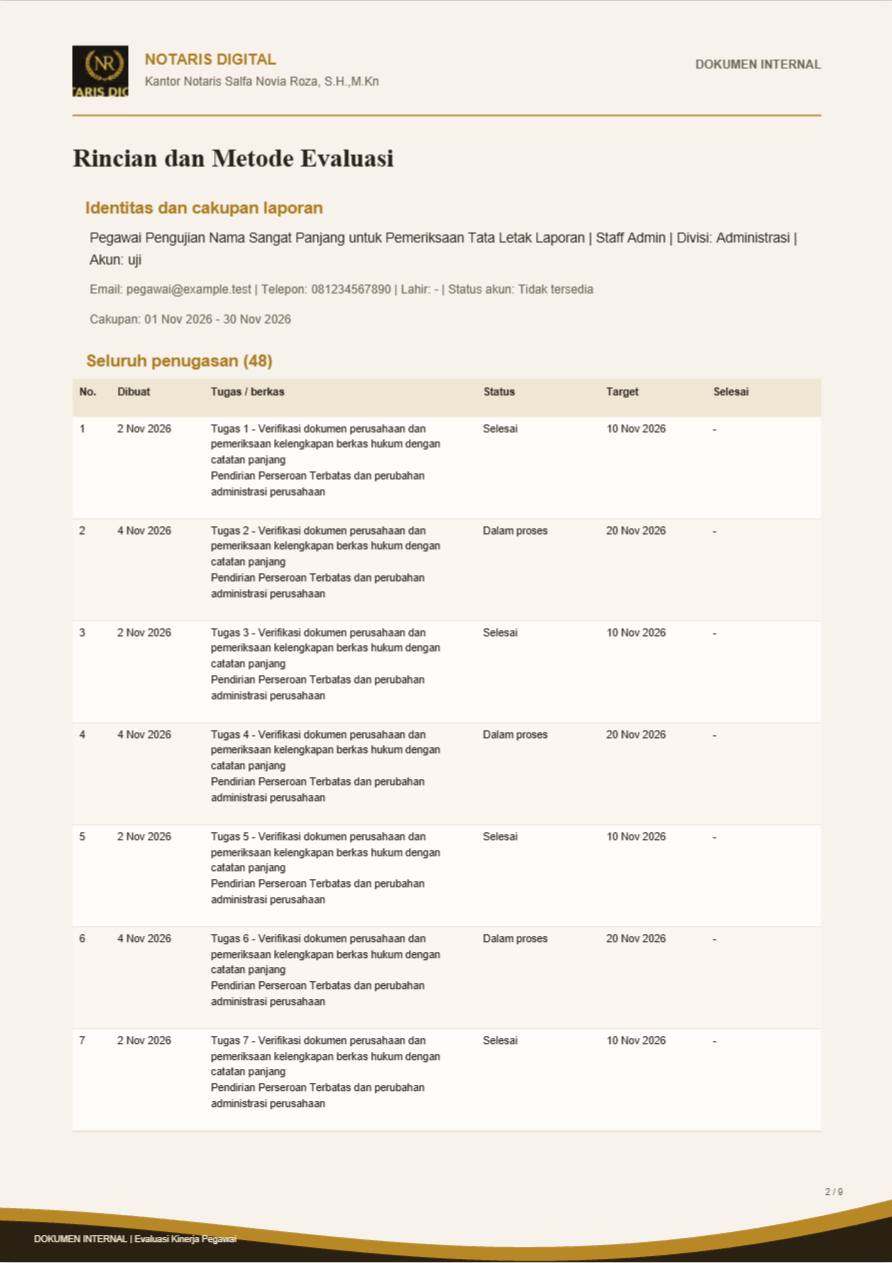 NR
TARIS DIG
NOTARIS DIGITAL
Kantor Notaris Salfa Novia Roza, S.H.,M.Kn
DOKUMEN INTERNAL
Rincian dan Metode Evaluasi
Identitas dan cakupan laporan
Pegawai Pengujian Nama Sangat Panjang untuk Pemeriksaan Tata Letak Laporan | Staff Admin | Divisi: Administrasi |
Akun: uji
Email: pegawai@example.test | Telepon: 081234567890 | Lahir: - | Status akun: Tidak tersedia
Cakupan: 01 Nov 2026 - 30 Nov 2026
Seluruh penugasan (48)
No. Dibuat Tugas / berkas Status Target Selesai
1 2 Nov 2026 Tugas 1 - Verifikasi dokumen perusahaan dan Selesai 10 Nov 2026 -
pemeriksaan kelengkapan berkas hukum dengan
catatan panjang
Pendirian Perseroan Terbatas dan perubahan
administrasi perusahaan
2 4 Nov 2026 Tugas 2 - Verifikasi dokumen perusahaan dan Dalam proses 20 Nov 2026 -
pemeriksaan kelengkapan berkas hukum dengan
catatan panjang
Pendirian Perseroan Terbatas dan perubahan
administrasi perusahaan
3 2 Nov 2026 Tugas 3 - Verifikasi dokumen perusahaan dan Selesai 10 Nov 2026 -
pemeriksaan kelengkapan berkas hukum dengan
catatan panjang
Pendirian Perseroan Terbatas dan perubahan
administrasi perusahaan
4 4 Nov 2026 Tugas 4 - Verifikasi dokumen perusahaan dan Dalam proses 20 Nov 2026 -
pemeriksaan kelengkapan berkas hukum dengan
catatan panjang
Pendirian Perseroan Terbatas dan perubahan
administrasi perusahaan
5 2 Nov 2026 Tugas 5 - Verifikasi dokumen perusahaan dan Selesai 10 Nov 2026 -
pemeriksaan kelengkapan berkas hukum dengan
catatan panjang
Pendirian Perseroan Terbatas dan perubahan
administrasi perusahaan
6 4 Nov 2026 Tugas 6 - Verifikasi dokumen perusahaan dan Dalam proses 20 Nov 2026 -
pemeriksaan kelengkapan berkas hukum dengan
catatan panjang
Pendirian Perseroan Terbatas dan perubahan
administrasi perusahaan
7 2 Nov 2026 Tugas 7 - Verifikasi dokumen perusahaan dan Selesai 10 Nov 2026 -
pemeriksaan kelengkapan berkas hukum dengan
catatan panjang
Pendirian Perseroan Terbatas dan perubahan
administrasi perusahaan
2 / 9
DOKUMEN INTERNAL | Evaluasi Kinerja Pegawai